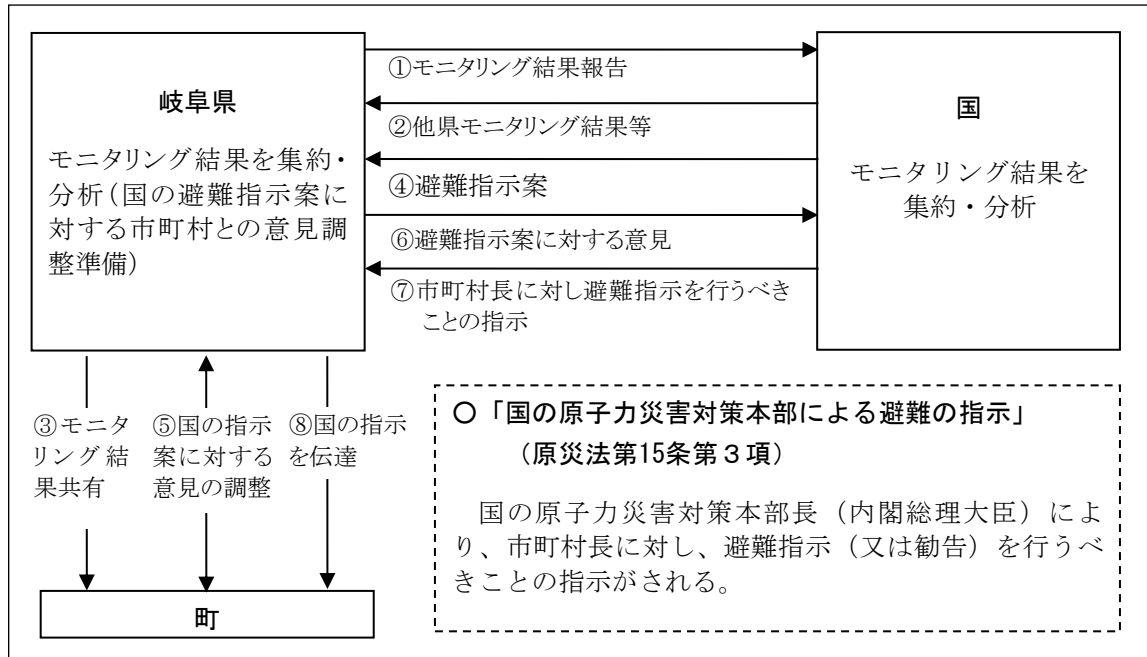 岐阜県
モニタリング結果を集約・
分析(国の避難指示案に
対する市町村との意見調
整準備)
①モニタリング結果報告
②他県モニタリング結果等
④避難指示案
⑥避難指示案に対する意見
⑦市町村長に対し避難指示を行うべき
ことの指示
国
モニタリング結果を
集約・分析
③モニタ
リング結
果共有
⑤国の指示
案に対する
意見の調整
⑧国の指示
を伝達
町
○「国の原子力災害対策本部による避難の指示」
(原災法第15条第3項)
国の原子力災害対策本部長(内閣総理大臣)によ
り、市町村長に対し、避難指示(又は勧告)を行うべ
きことの指示がされる。